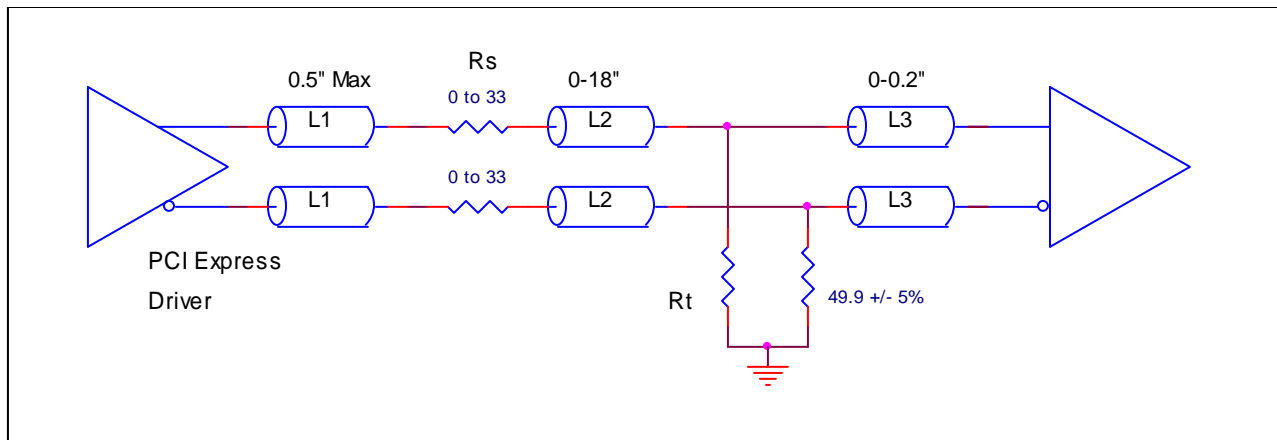 Rs
0.5" Max
0-18"
0-0.2"
0 to 33
L1
L2
L3
0 to 33
L1
L2
L3
PCI Express
Driver
Rt
49.9 +/- 5%